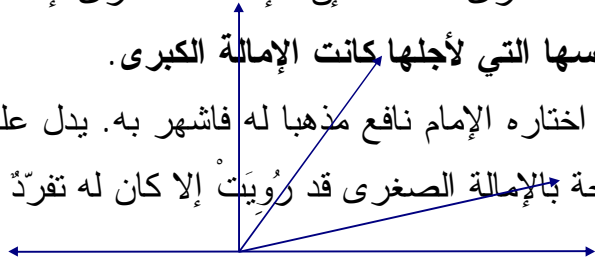 سها التي لأجلها كانت الإمالة الكبرى.
اختاره الإمام نافع مذهبا له فاشهر به. يدل عل
حة بالإمالة الصغرى قد رُوِيَتْ إلا كان له تفرّدٌ